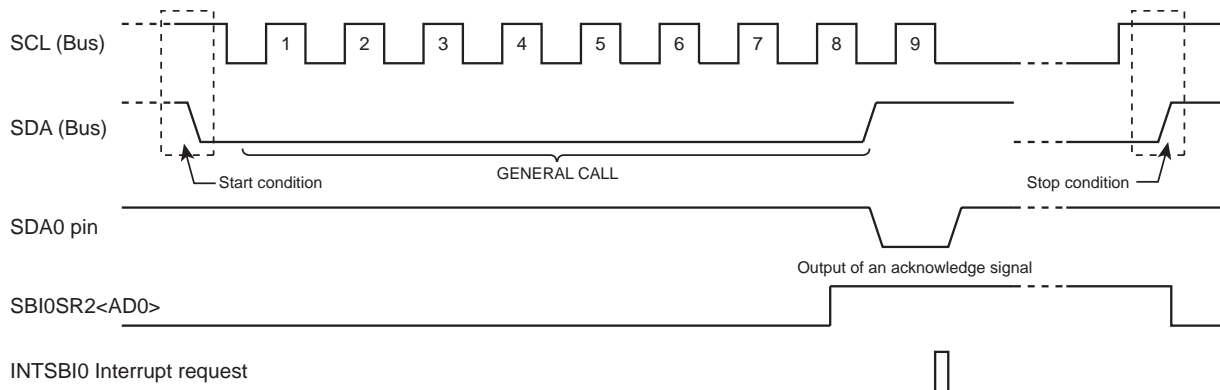 SCL (Bus)
1 2 3 4 5 6 7 8 9
SDA (Bus)
GENERAL CALL
Start condition
Stop condition
SDA0 pin
Output of an acknowledge signal
SBI0SR2<AD0>
INTSBI0 Interrupt request